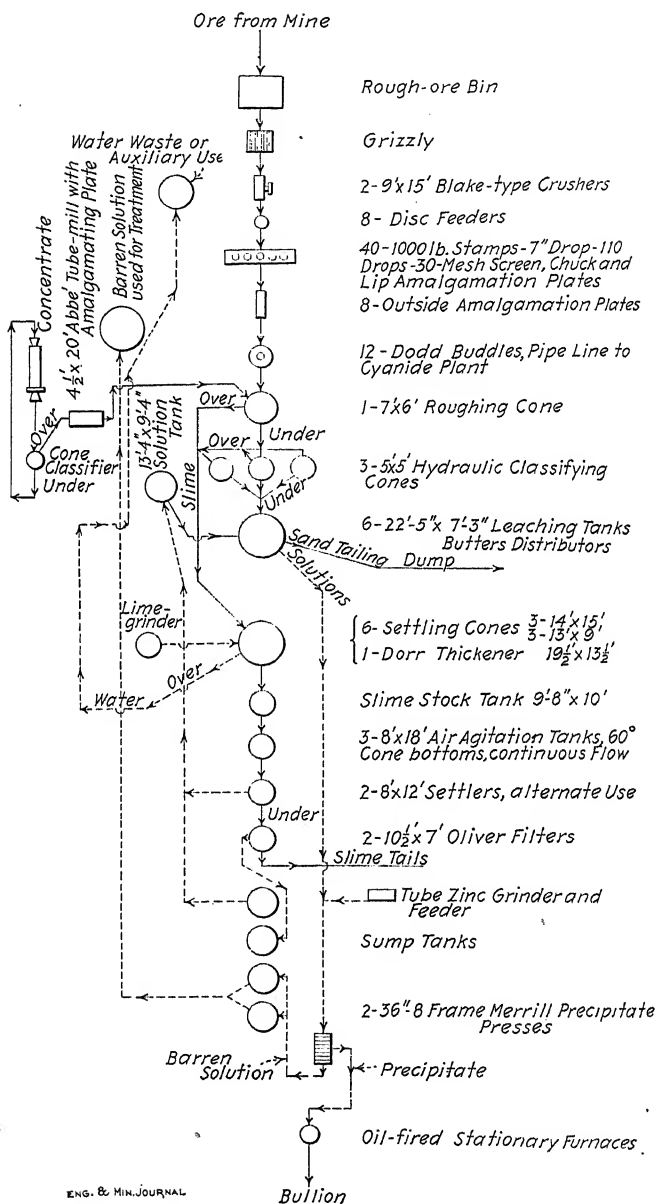 Ore from Mine
Rough-ore Bin
Grizzly
2-9'x15' Blake-type Crushers
8- Disc Feeders
40-1000 lb. Stamps-7" Drop-110
Drops-30-Mesh Screen, Chuck and
Lip Amalgamation Plates
8-Outside Amalgamation Plates
12-Dodd Buddles, Pipe Line to
Cyanide Plant
1-7'x6' Roughing Cone
3-5'x5' Hydraulic Classifying
Cones
6-22'-5"x 7'-3" Leaching Tanks
Butters Distributors
6-Settling Cones 3-14'x15'
3-13'x9'
1-Dorr Thickener 19½'x13½'
Slime Stock Tank 9'-8"x10'
3-8'x18' Air Agitation Tanks, 60°
Cone bottoms, continuous Flow
2-8'x12' Settlers, alternate Use
2-10½'x7' Oliver Filters
Tube Zinc Grinder and
Feeder
Sump Tanks
2-36"-8 Frame Merrill Precipitate
Presses
Precipitate
Oil-fired Stationary Furnaces
Bullion
Water Waste or
Auxiliary Use
Concentrate
4½'x20' Abbe' Tube-mill with
Amalgamating Plate
Barren Solution
used for Treatment
Over
Cone
Classifier
Under
13'-4"x9'-4"
Solution
Tank
Slime
Over
Under
Over
Under
Sand Tailing
Dump
Solutions
Lime-
grinder
Over
Water
Under
Slime Tails
Barren
Solution
ENG. & MIN. JOURNAL